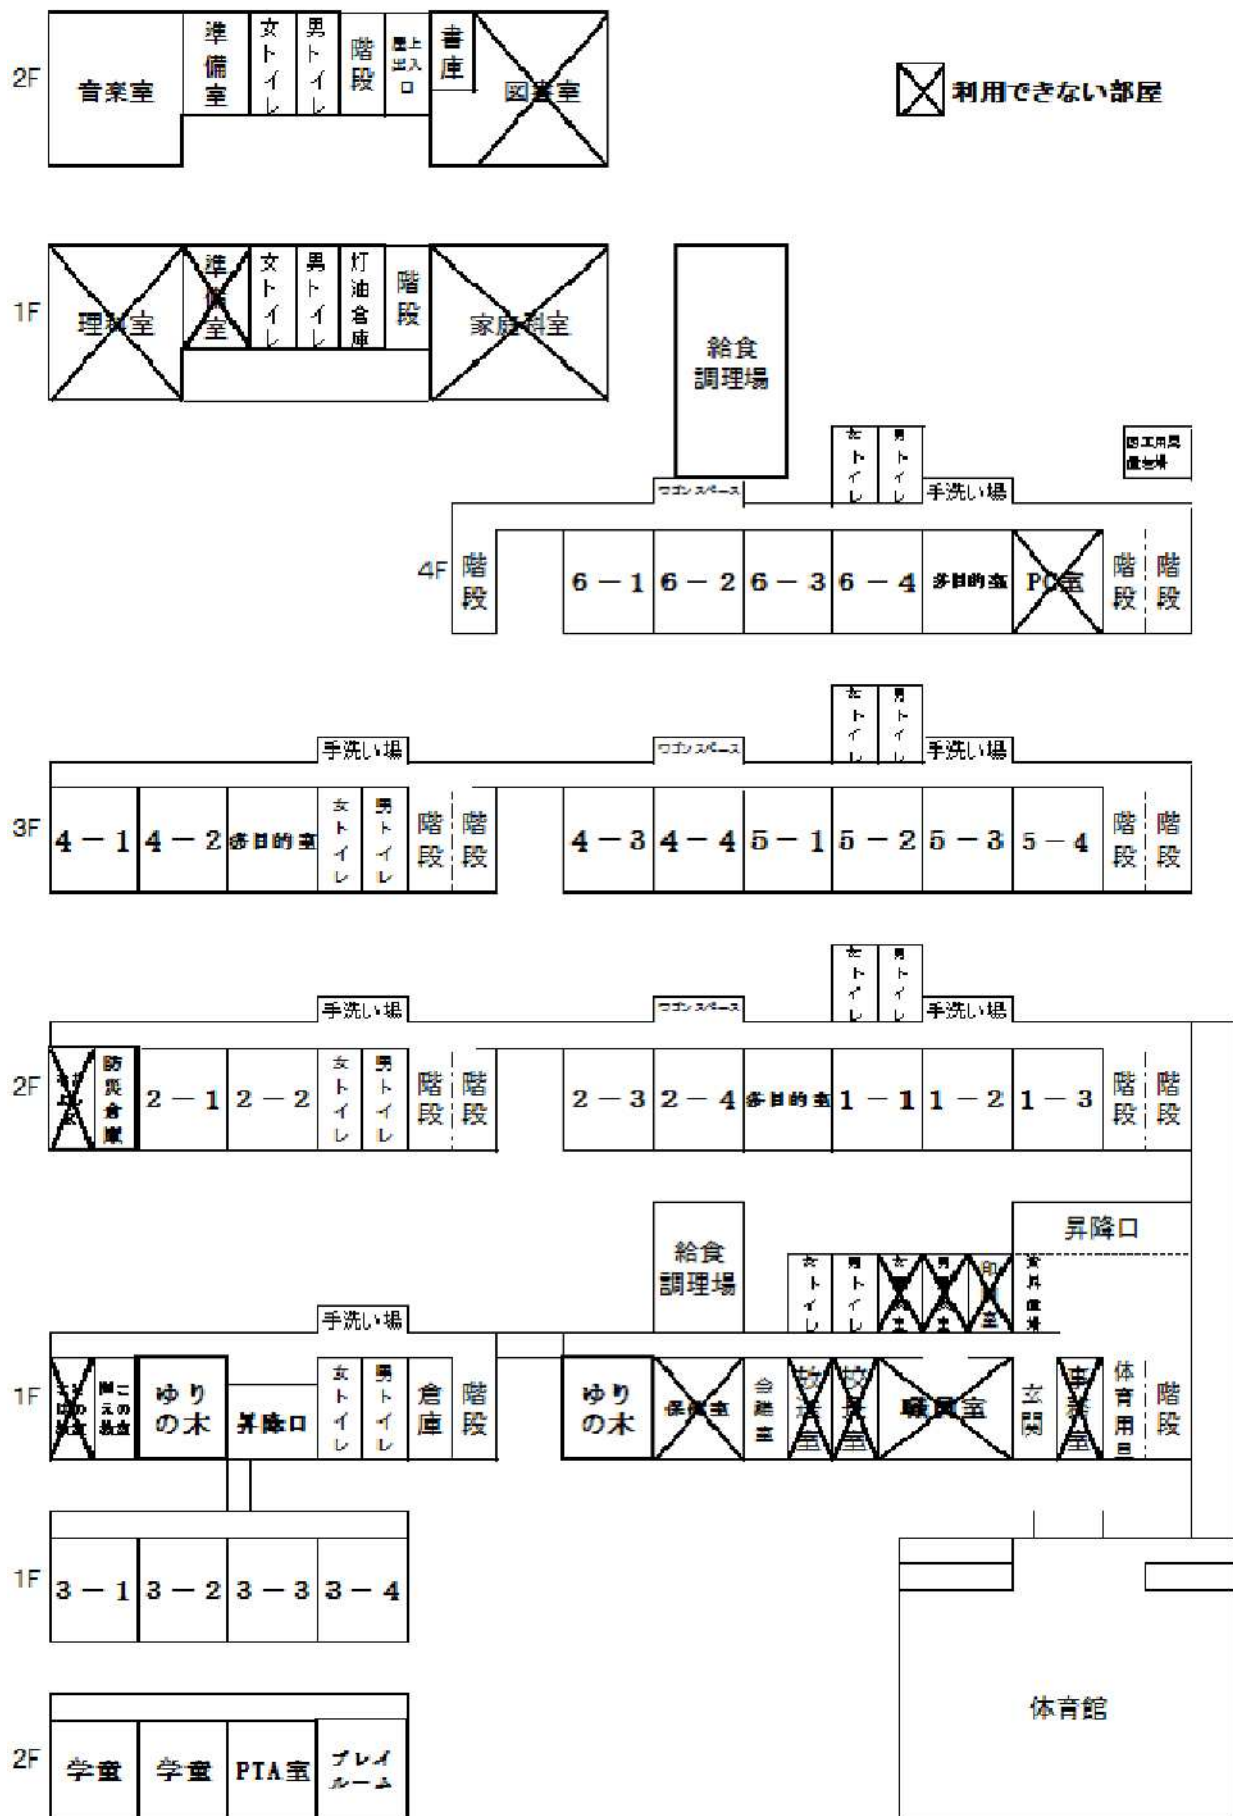 2F
音楽室
準備室
女トイレ
男トイレ
階段
屋上出入口
書庫
図書室
利用できない部屋
1F
理科室
準備室
女トイレ
男トイレ
灯油倉庫
階段
家庭科室
給食
調理場
女トイレ
男トイレ
図工用具
置き場
ワゴンスペース
手洗い場
4F
階段
6－1
6－2
6－3
6－4
多目的室
PC室
階段
階段
女トイレ
男トイレ
手洗い場
ワゴンスペース
手洗い場
3F
4－1
4－2
多目的室
女トイレ
男トイレ
階段
階段
4－3
4－4
5－1
5－2
5－3
5－4
階段
階段
女トイレ
男トイレ
手洗い場
ワゴンスペース
手洗い場
2F
防災倉庫
2－1
2－2
女トイレ
男トイレ
階段
階段
2－3
2－4
多目的室
1－1
1－2
1－3
階段
階段
昇降口
給食
調理場
女トイレ
男トイレ
印刷室
手洗い場
1F
ゆり
の木
昇降口
女トイレ
男トイレ
倉庫
階段
ゆり
の木
保健室
会議室
校長室
職員室
玄関
事務室
体育用具
階段
1F
3－1
3－2
3－3
3－4
体育館
2F
学童
学童
PTA室
プレイ
ルーム